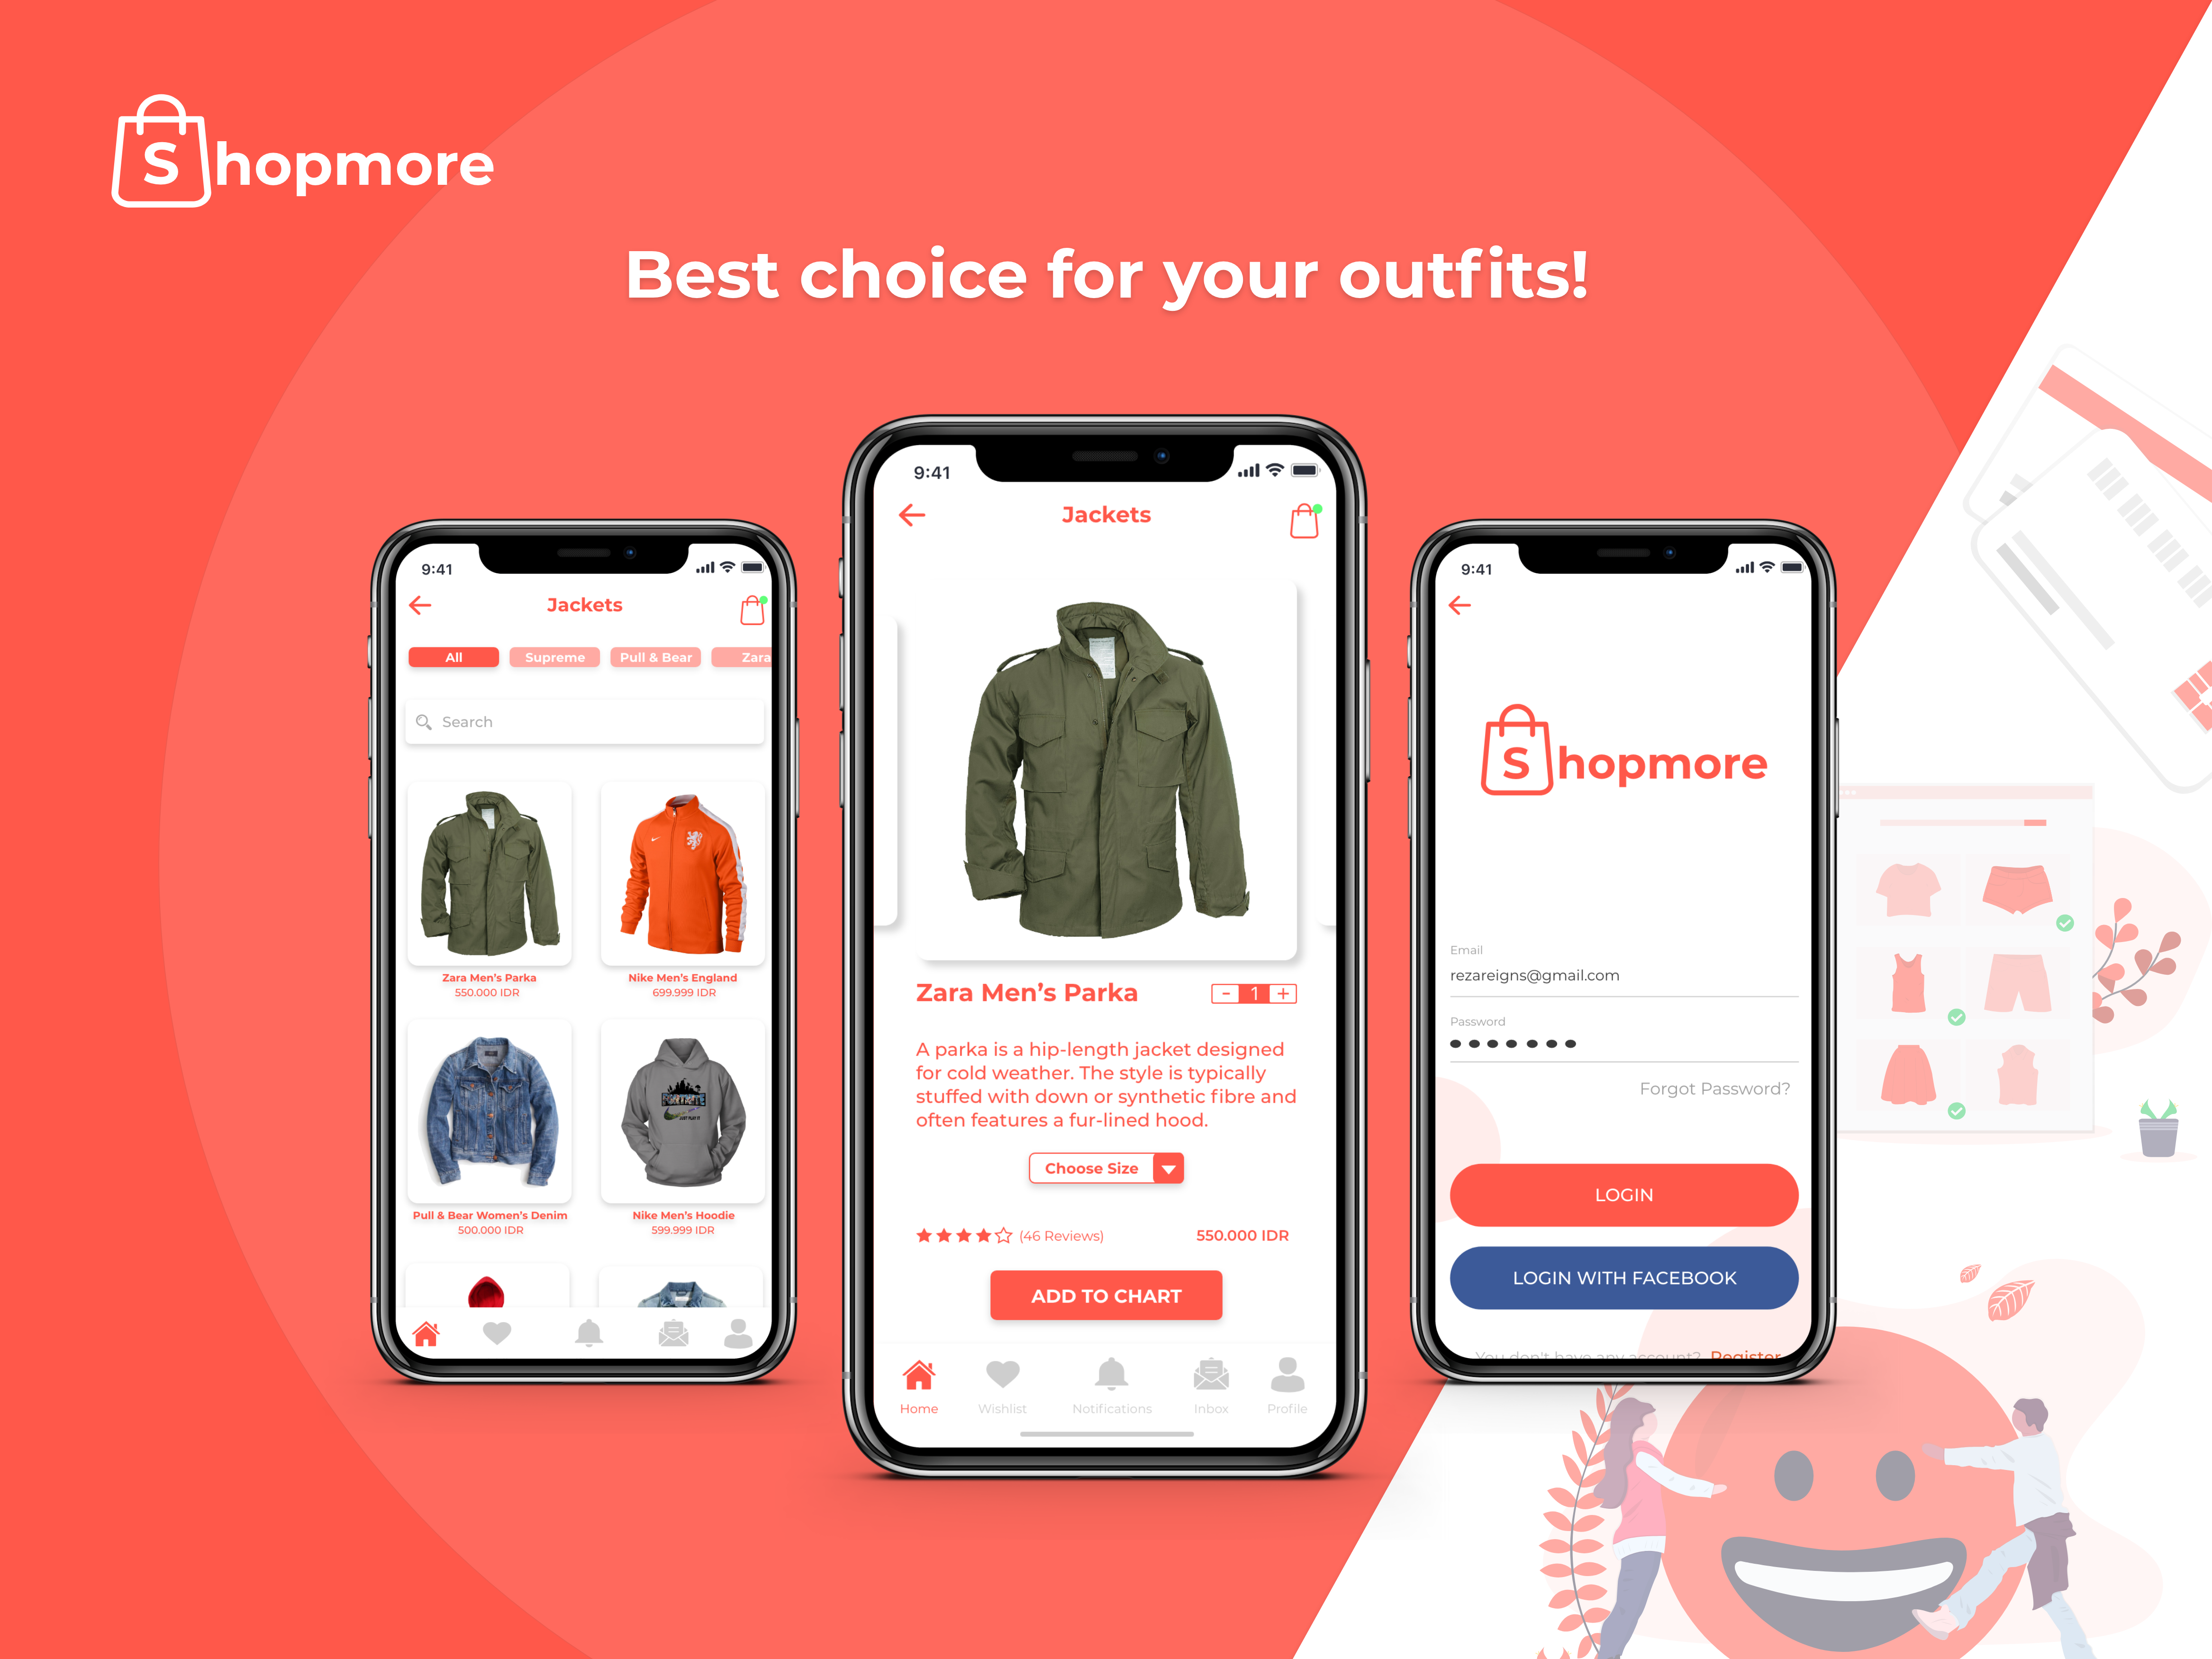 Shopmore
Best choice for your outfits!
9:41
Jackets
All
Supreme
Pull & Bear
Zara
Search
Zara Men's Parka
550.000 IDR
Nike Men's England
699.999 IDR
FORTNITE
JUST PLAY IT
Pull & Bear Women's Denim
500.000 IDR
Nike Men's Hoodie
599.999 IDR
9:41
Jackets
Zara Men's Parka
- 1 +
A parka is a hip-length jacket designed
for cold weather. The style is typically
stuffed with down or synthetic fibre and
often features a fur-lined hood.
Choose Size
(46 Reviews)
550.000 IDR
ADD TO CHART
Home
Wishlist
Notifications
Inbox
Profile
9:41
Shopmore
Email
rezareigns@gmail.com
Password
Forgot Password?
LOGIN
LOGIN WITH FACEBOOK
You don't have any account? Register